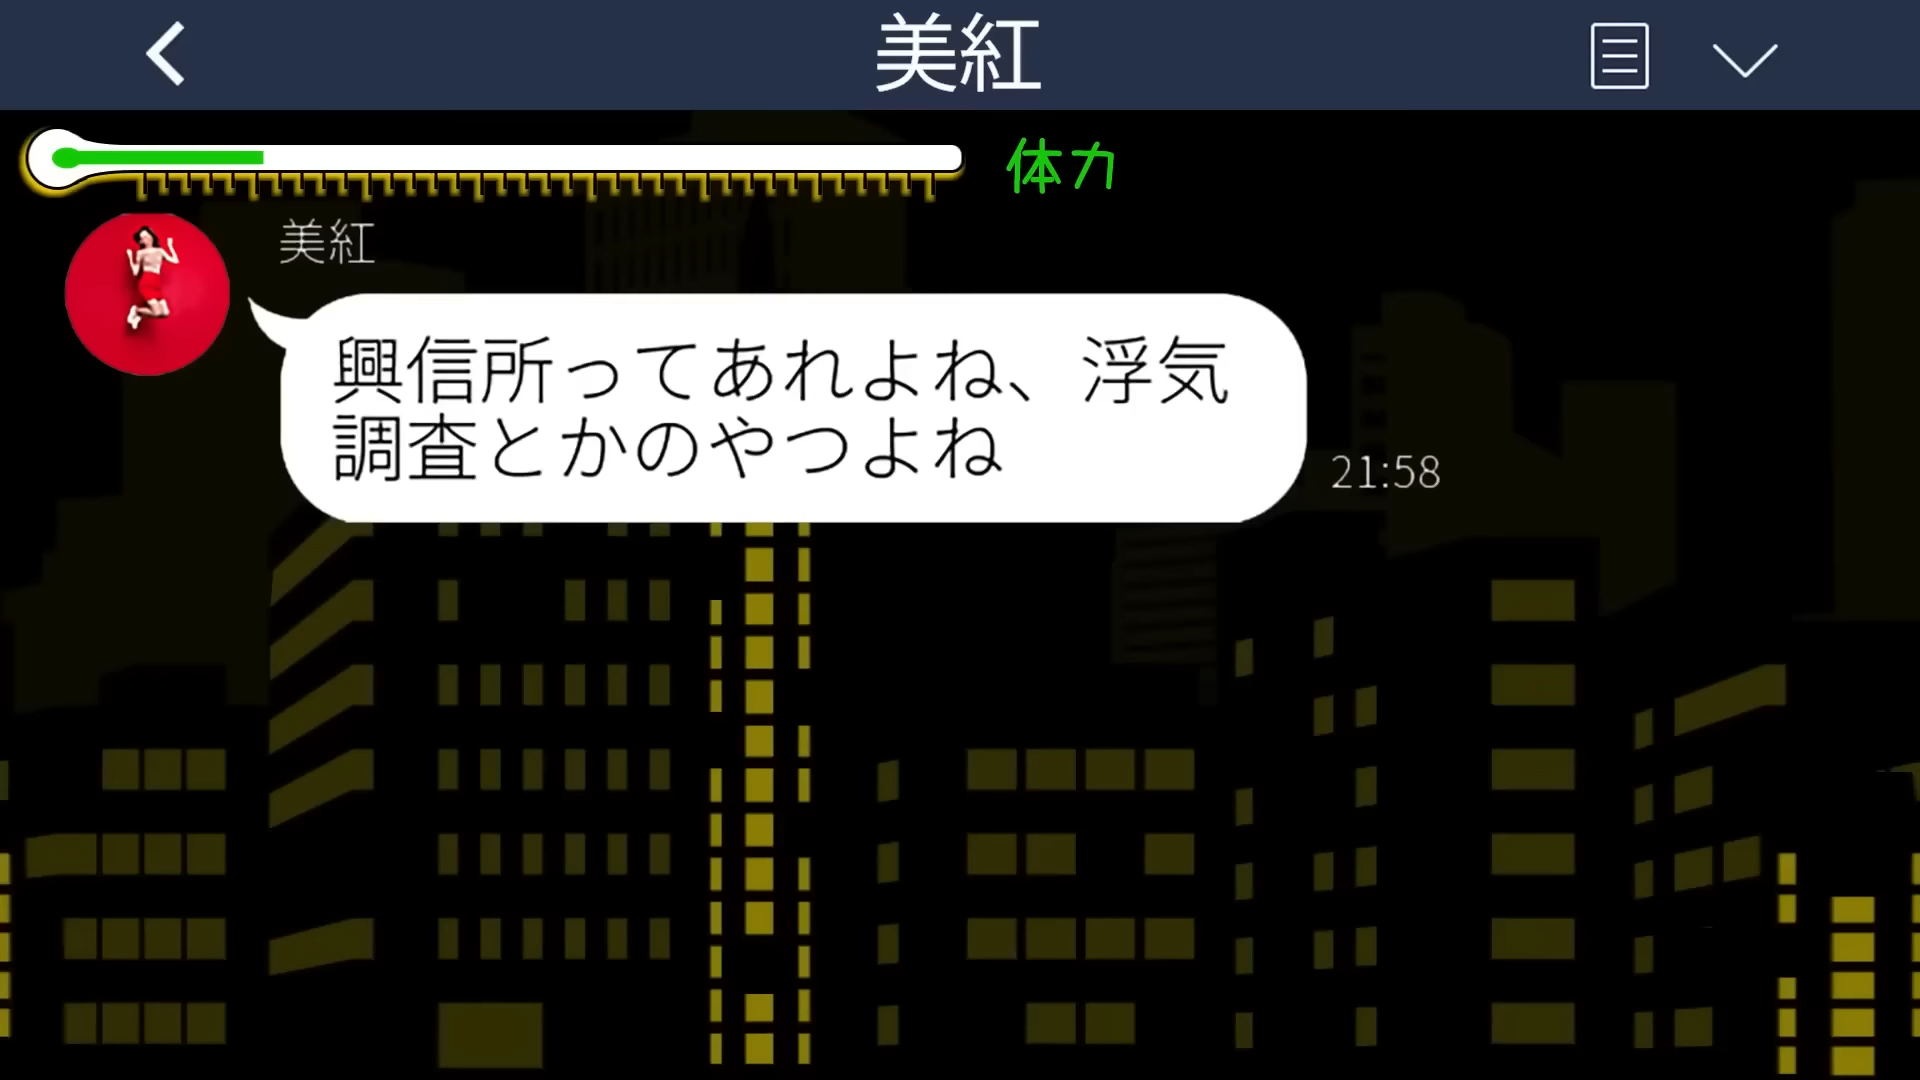 美紅
体力
美紅
興信所ってあれよね、浮気
調査とかのやつよね
21:58